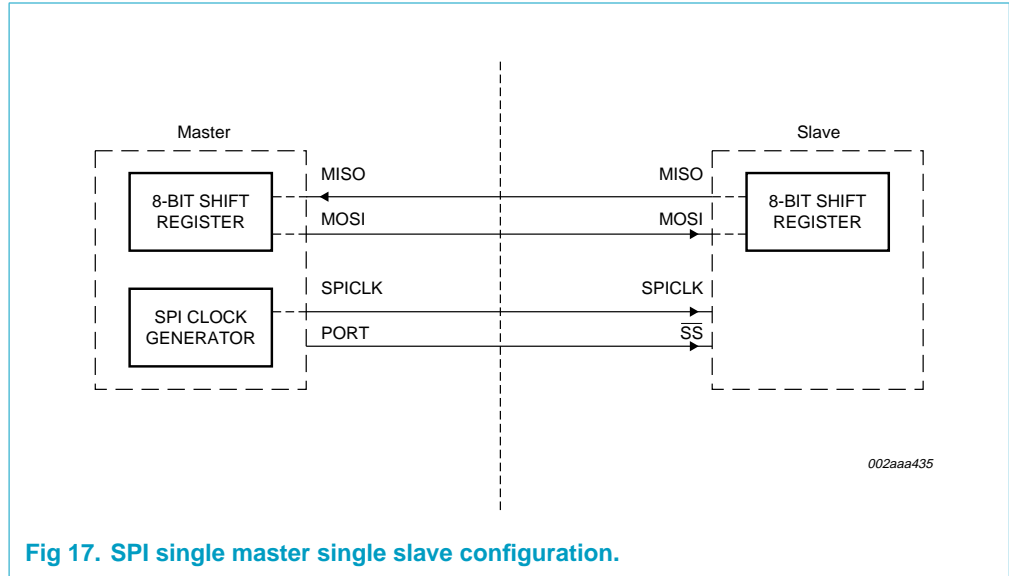 Master
Slave
8-BIT SHIFT
REGISTER
MISO
MISO
8-BIT SHIFT
REGISTER
MOSI
MOSI
SPI CLOCK
GENERATOR
SPICLK
SPICLK
PORT
S̅S̅
002aaa435
Fig 17. SPI single master single slave configuration.